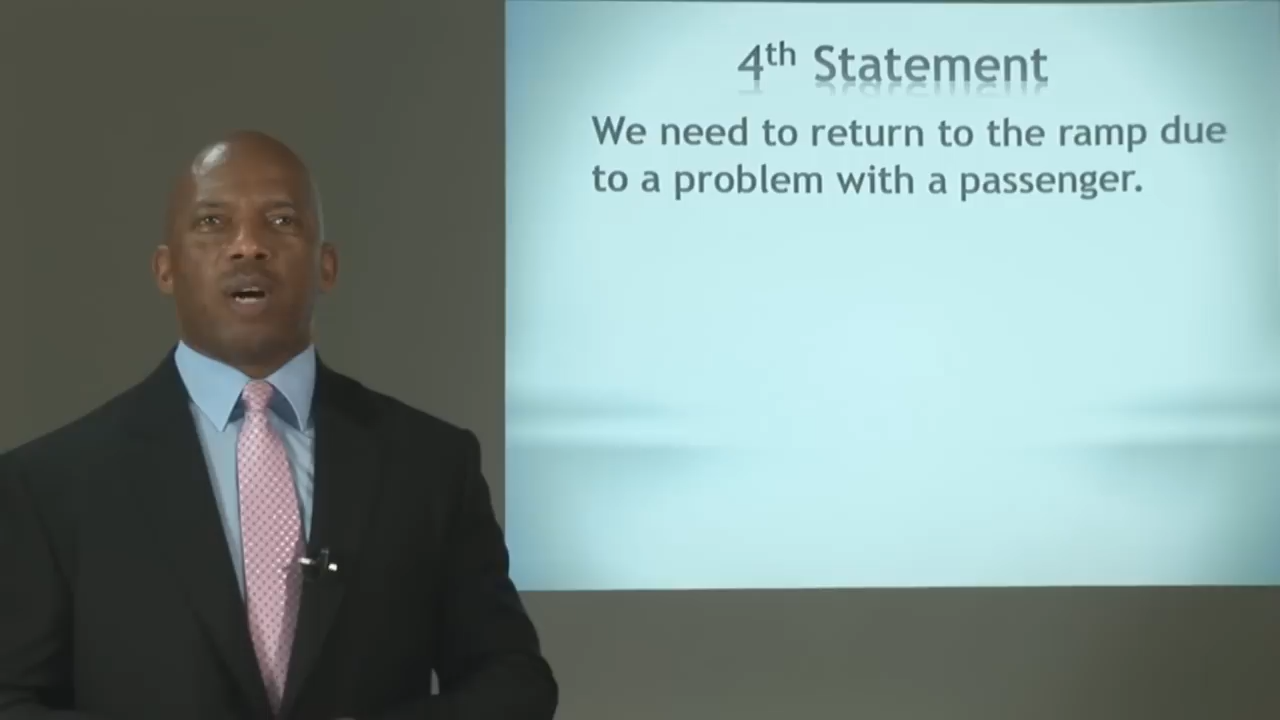 4th Statement
We need to return to the ramp due
to a problem with a passenger.